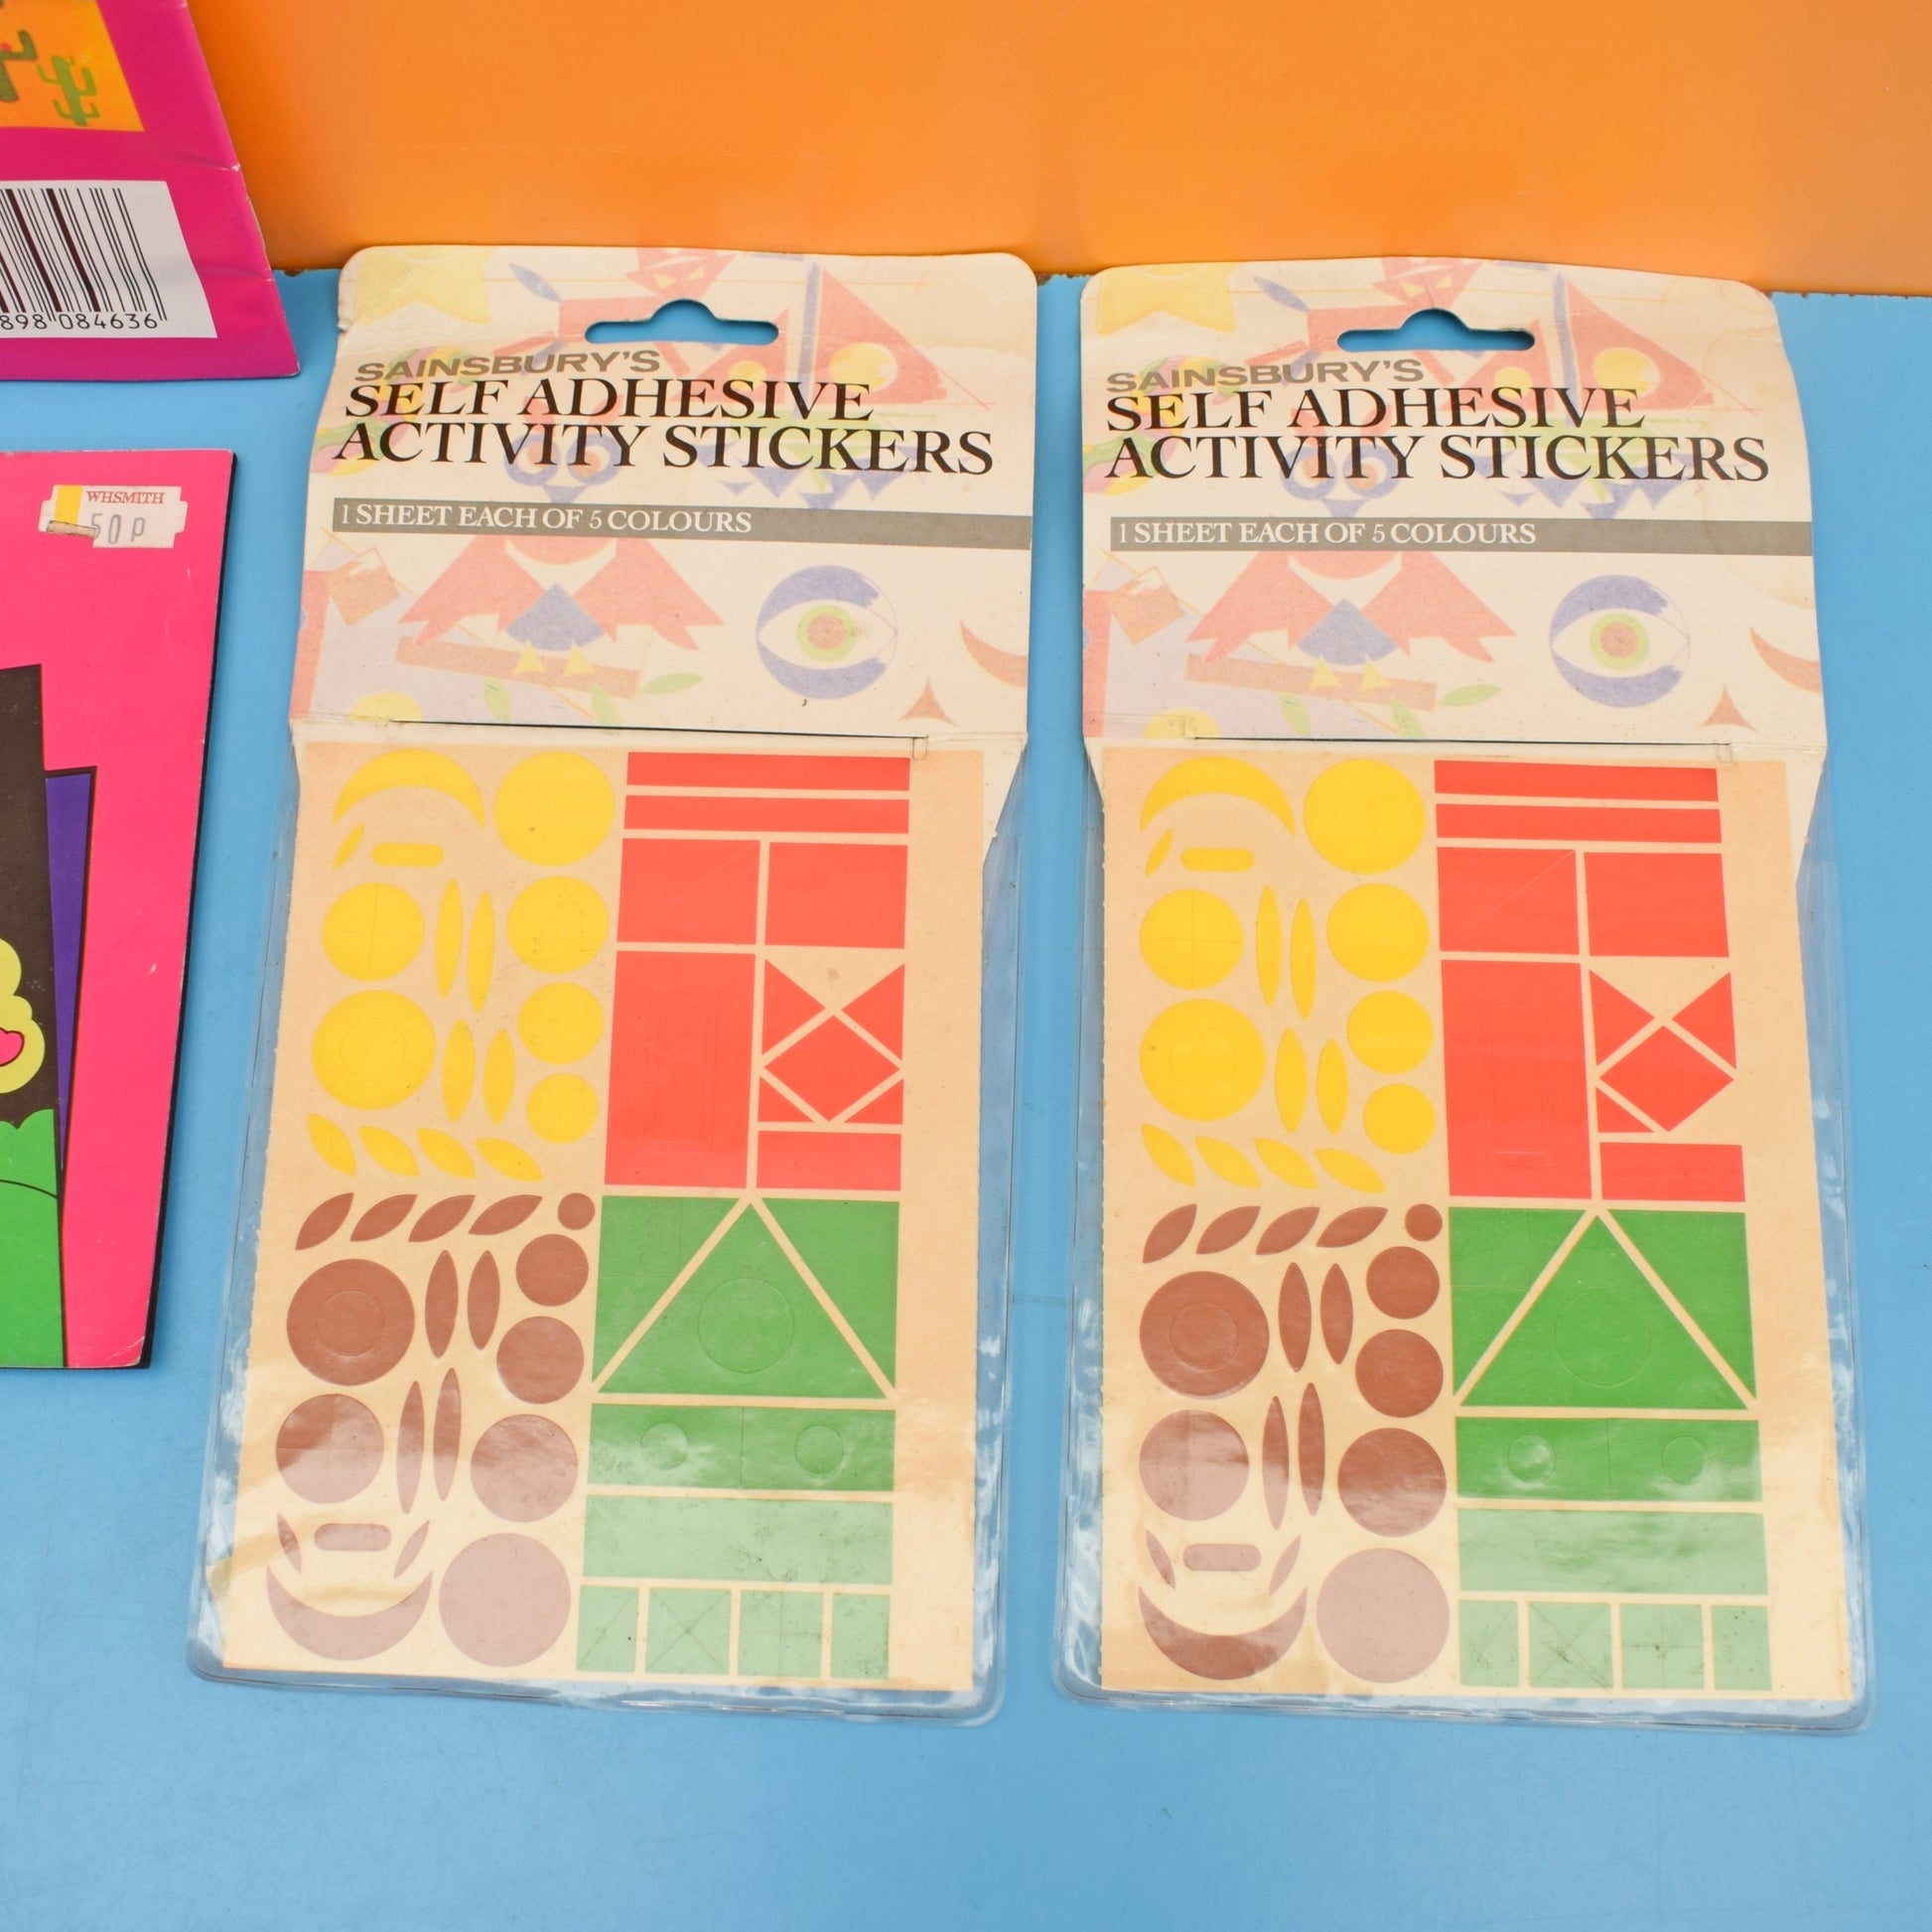 898 084636
WHSMITH
50P
SAINSBURY'S
SELF ADHESIVE
ACTIVITY STICKERS
1 SHEET EACH OF 5 COLOURS
SAINSBURY'S
SELF ADHESIVE
ACTIVITY STICKERS
1 SHEET EACH OF 5 COLOURS